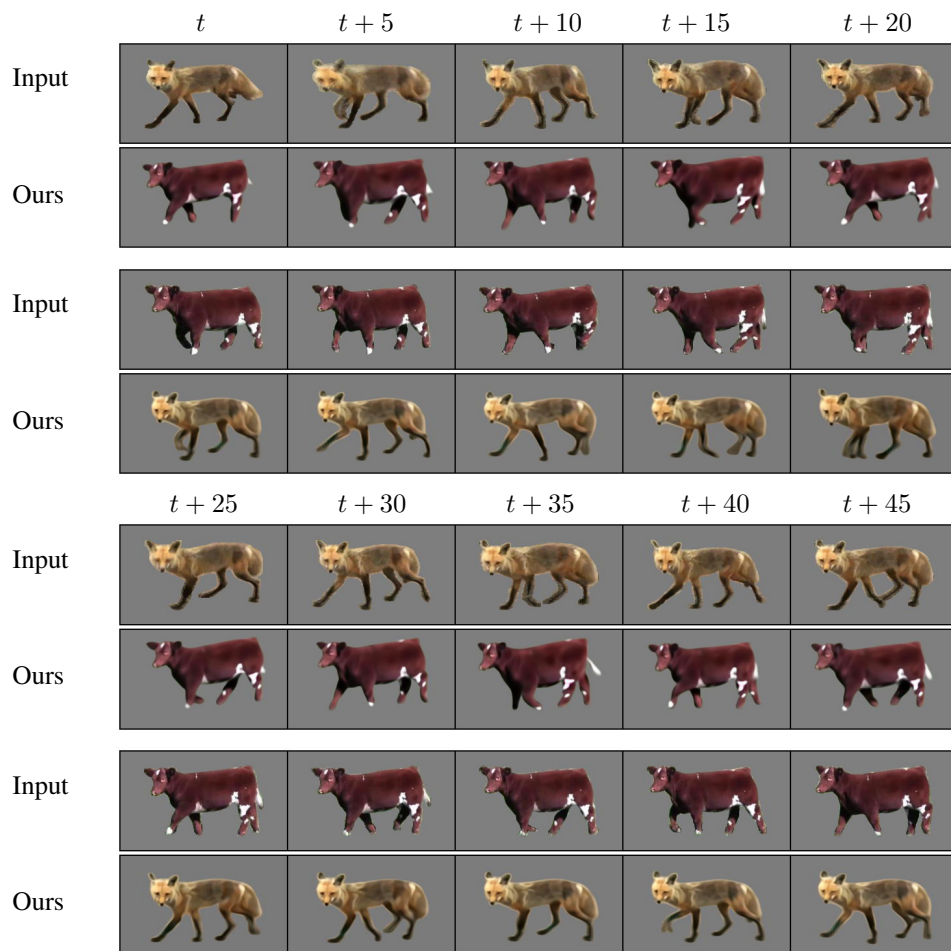 t t + 5 t + 10 t + 15 t + 20
Input
Ours
Input
Ours
t + 25 t + 30 t + 35 t + 40 t + 45
Input
Ours
Input
Ours